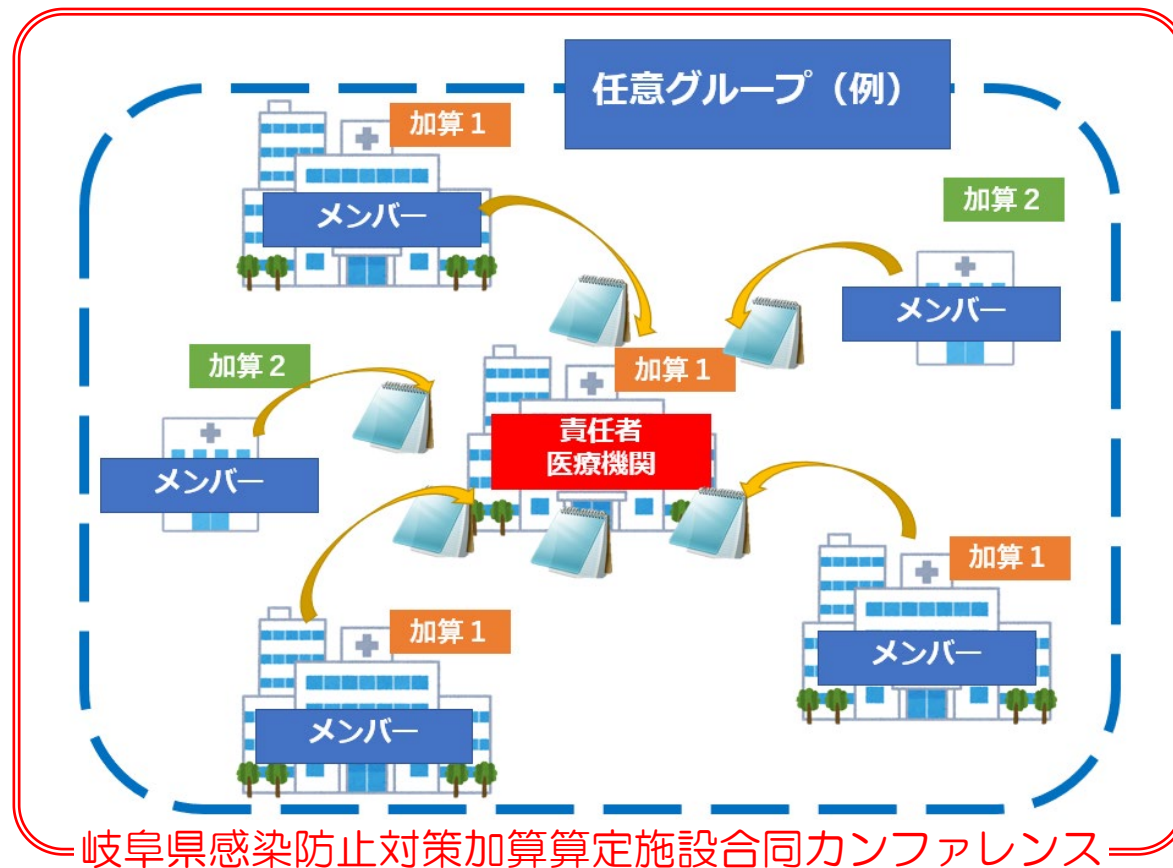 任意グループ（例）
加算１
メンバー
加算２
メンバー
加算２
メンバー
加算１
責任者
医療機関
加算１
メンバー
加算１
メンバー
岐阜県感染防止対策加算算定施設合同カンファレンス